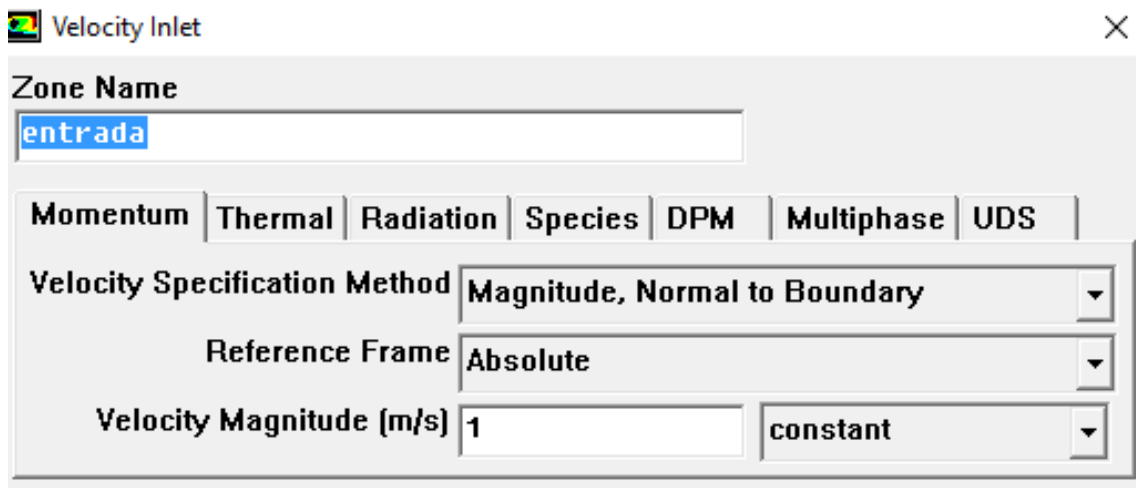 Velocity Inlet
Zone Name
entrada
Momentum Thermal Radiation Species DPM Multiphase UDS
Velocity Specification Method Magnitude, Normal to Boundary
Reference Frame Absolute
Velocity Magnitude (m/s) 1 constant